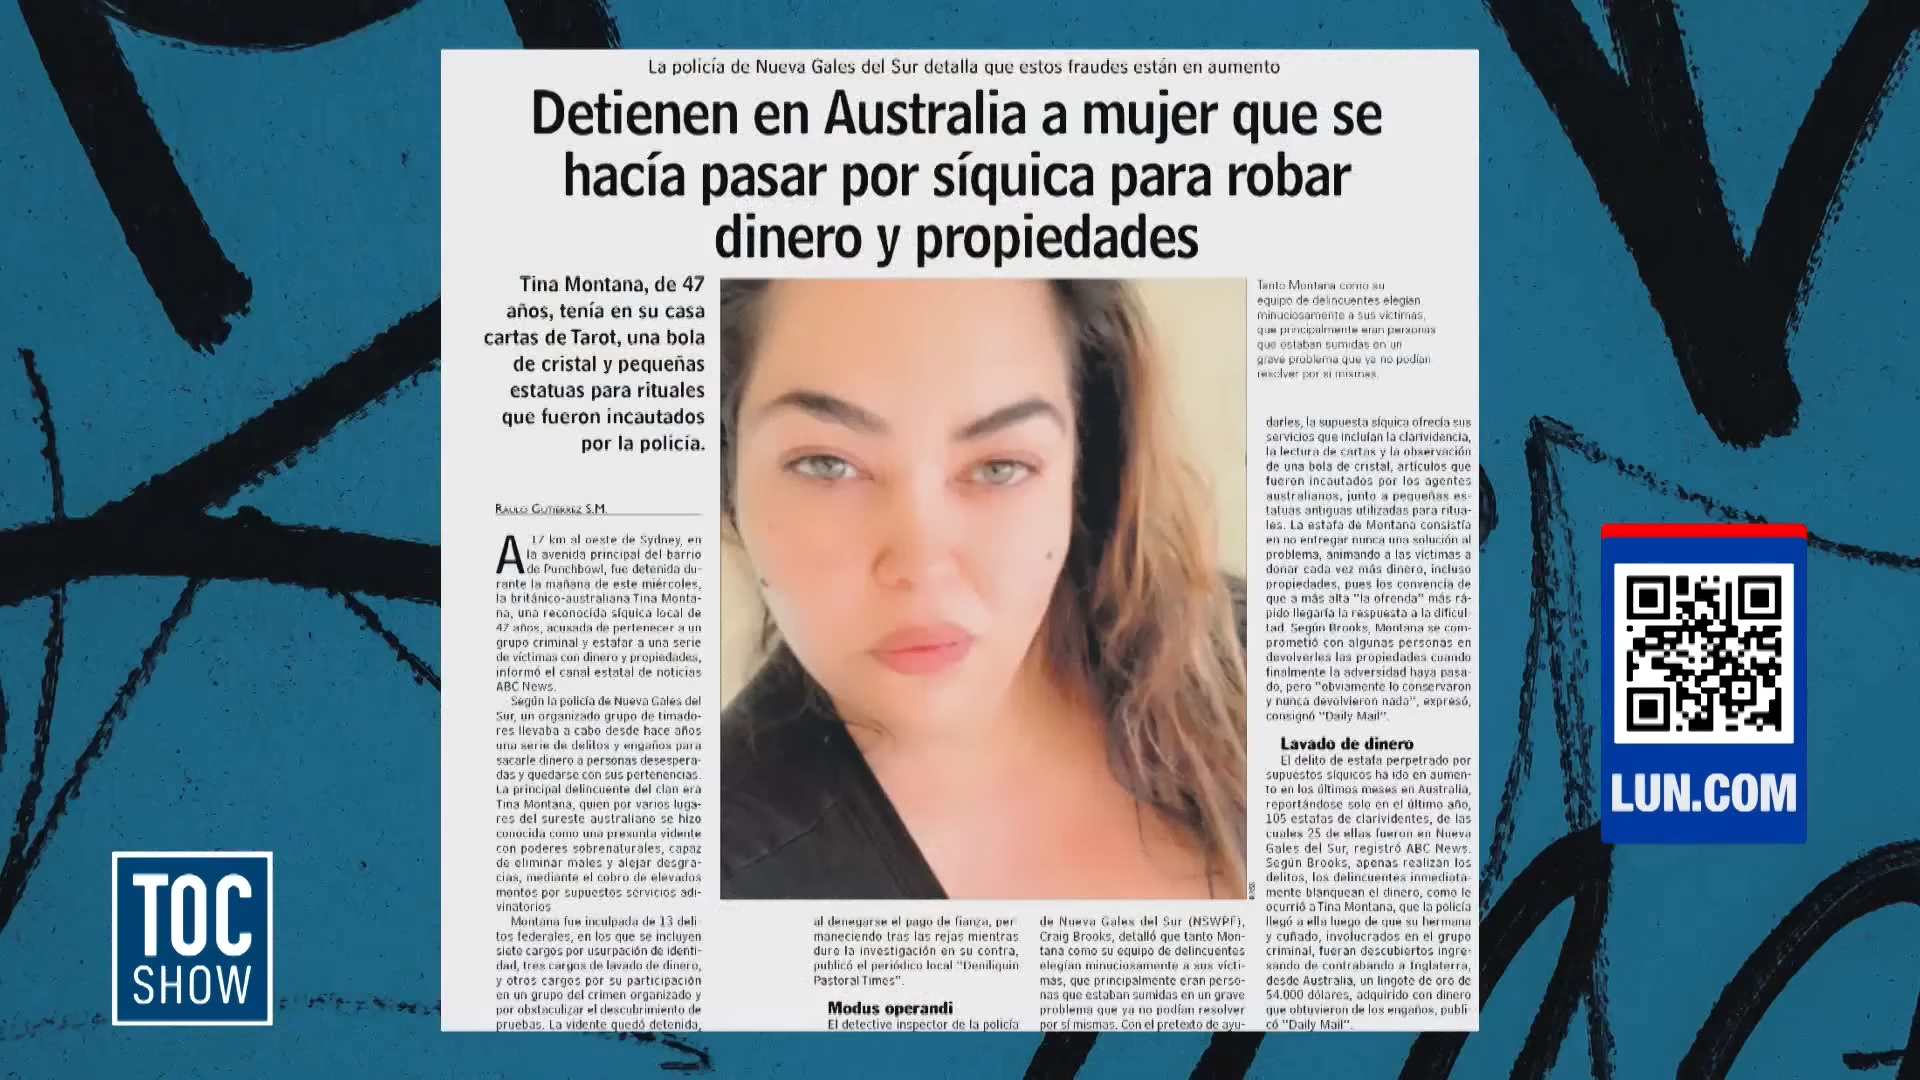 La policía de Nueva Gales del Sur detalla que estos fraudes están en aumento
Detienen en Australia a mujer que se
hacía pasar por síquica para robar
dinero y propiedades
Tina Montana, de 47
años, tenía en su casa
cartas de Tarot, una bola
de cristal y pequeñas
estatuas para rituales
que fueron incautados
por la policía.
RAULO GUTIÉRREZ S.M.
A 17 km al oeste de Sydney, en
la avenida principal del barrio
de Punchbowl, fue detenida du-
rante la mañana de este miércoles,
la británico-australiana Tina Monta-
na, una reconocida síquica local de
47 años, acusada de pertenecer a un
grupo criminal y estafar a una serie
de víctimas con dinero y propiedades,
informó el canal estatal de noticias
ABC News.
Según la policía de Nueva Gales del
Sur, un organizado grupo de timado-
res llevaba a cabo desde hace años
una serie de delitos y engaños para
sacarle dinero a personas desespera-
das y quedarse con sus pertenencias.
La principal delincuente del clan era
Tina Montana, quien por varios luga-
res del sureste australiano se hizo
conocida como una presunta vidente
con poderes sobrenaturales, capaz
de eliminar males y alejar desgra-
cias, mediante el cobro de elevados
montos por supuestos servicios adi-
vinatorios
Montana fue inculpada de 13 deli-
tos federales, en los que se incluyen
siete cargos por usurpación de identi-
dad, tres cargos de lavado de dinero,
y otros cargos por su participación
en un grupo del crimen organizado y
por obstaculizar el descubrimiento de
pruebas. La vidente quedó detenida,
al denegarse el pago de fianza, per-
maneciendo tras las rejas mientras
dure la investigación en su contra,
publicó el periódico local "Deniliquin
Pastoral Times".
Modus operandi
El detective inspector de la policía
de Nueva Gales del Sur (NSWPF),
Craig Brooks, detalló que tanto Mon-
tana como su equipo de delincuentes
elegían minuciosamente a sus vícti-
mas, que principalmente eran perso-
nas que estaban sumidas en un grave
problema que ya no podían resolver
por sí mismas. Con el pretexto de ayu-
Tanto Montana como su
equipo de delincuentes elegían
minuciosamente a sus víctimas,
que principalmente eran personas
que estaban sumidas en un
grave problema que ya no podían
resolver por sí mismas.
darles, la supuesta síquica ofrecía sus
servicios que incluían la clarividencia,
la lectura de cartas y la observación
de una bola de cristal, artículos que
fueron incautados por los agentes
australianos, junto a pequeñas es-
tatuas antiguas utilizadas para ritua-
les. La estafa de Montana consistía
en no entregar nunca una solución al
problema, animando a las víctimas a
donar cada vez más dinero, incluso
propiedades, pues los convencía de
que a más alta "la ofrenda" más rá-
pido llegaría la respuesta a la dificul-
tad. Según Brooks, Montana se com-
prometió con algunas personas en
devolverles las propiedades cuando
finalmente la adversidad haya pasa-
do, pero "obviamente lo conservaron
y nunca devolvieron nada", expresó,
consignó "Daily Mail".
Lavado de dinero
El delito de estafa perpetrado por
supuestos síquicos ha ido en aumen-
to en los últimos meses en Australia,
reportándose solo en el último año,
105 estafas de clarividentes, de las
cuales 25 de ellas fueron en Nueva
Gales del Sur, registró ABC News.
Según Brooks, apenas realizan los
delitos, los delincuentes inmediata-
mente blanquean el dinero, como le
ocurrió a Tina Montana, que la policía
llegó a ella luego de que su hermana
y cuñado, involucrados en el grupo
criminal, fueran descubiertos ingre-
sando de contrabando a Inglaterra,
desde Australia, un lingote de oro de
54.000 dólares, adquirido con dinero
que obtuvieron de los engaños, publi-
có "Daily Mail".
LUN.COM
TOC
SHOW